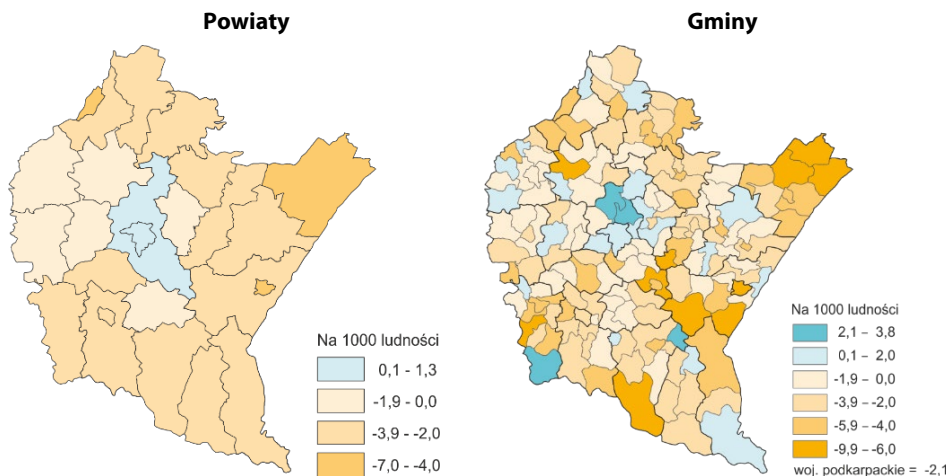 Powiaty
Na 1000 ludności
0,1 – 1,3
-1,9 – 0,0
-3,9 – -2,0
-7,0 – -4,0
Gminy
Na 1000 ludności
2,1 – 3,8
0,1 – 2,0
-1,9 – 0,0
-3,9 – -2,0
-5,9 – -4,0
-9,9 – -6,0
woj. podkarpackie = -2,1